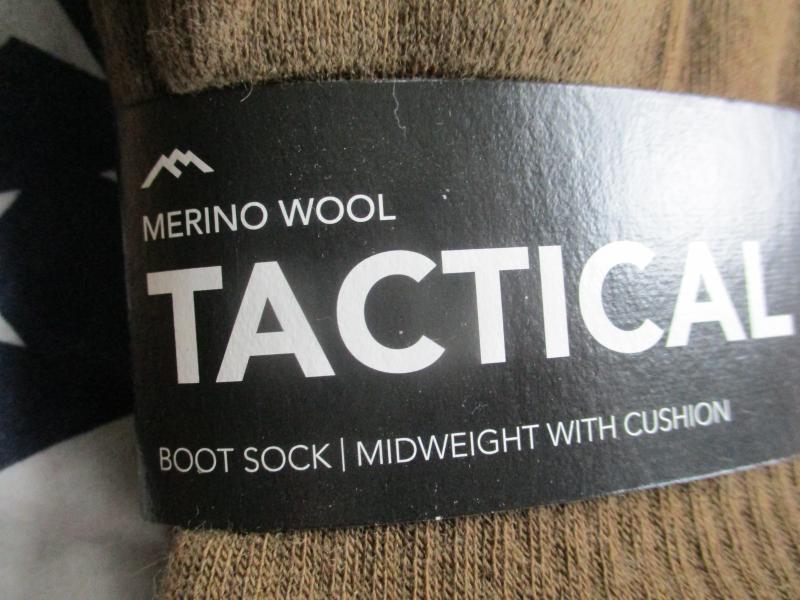 MERINO WOOL
TACTICAL
BOOT SOCK | MIDWEIGHT WITH CUSHION